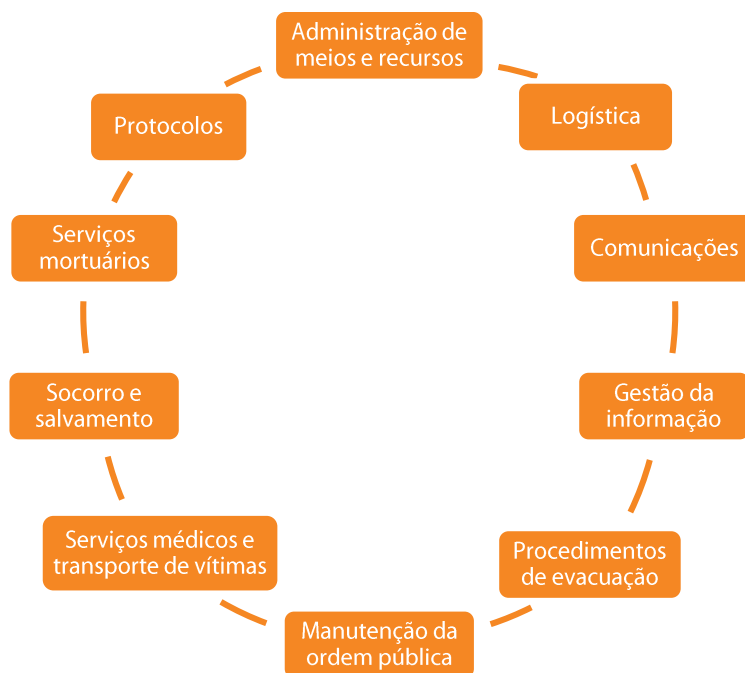 Administração de
meios e recursos
Logística
Comunicações
Gestão da
informação
Procedimentos
de evacuação
Manutenção da
ordem pública
Serviços médicos e
transporte de vítimas
Socorro e
salvamento
Serviços
mortuários
Protocolos